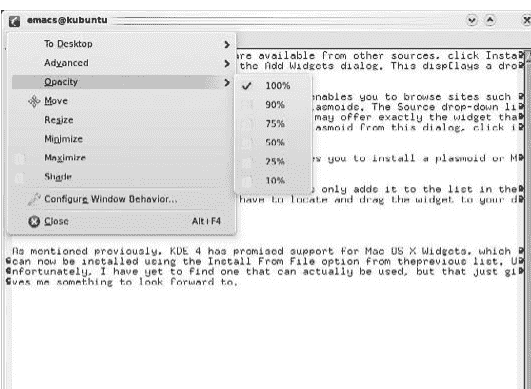 emacs@kubuntu
To Desktop
Advanced
Opacity
Move
Resize
Minimize
Maximize
Shade
Configure Window Behavior...
Close Alt+F4
100%
90%
75%
50%
25%
10%
re available from other sources, click Insta
the Add Widgets dialog. This displays a dro
nables you to browse sites such
asmoids. The Source drop-down li
may offer exactly the widget tha
asmoid from this dialog, click i
s you to install a plasmoid or M
only adds it to the list in the
have to locate and drag the widget to your d
As mentioned previously, KDE 4 has promised support for Mac OS X Widgets, which
can now be installed using the Install From File option from theprevious list, U
nfortunately, I have yet to find one that can actually be used, but that just gi
ves me something to look forward to.